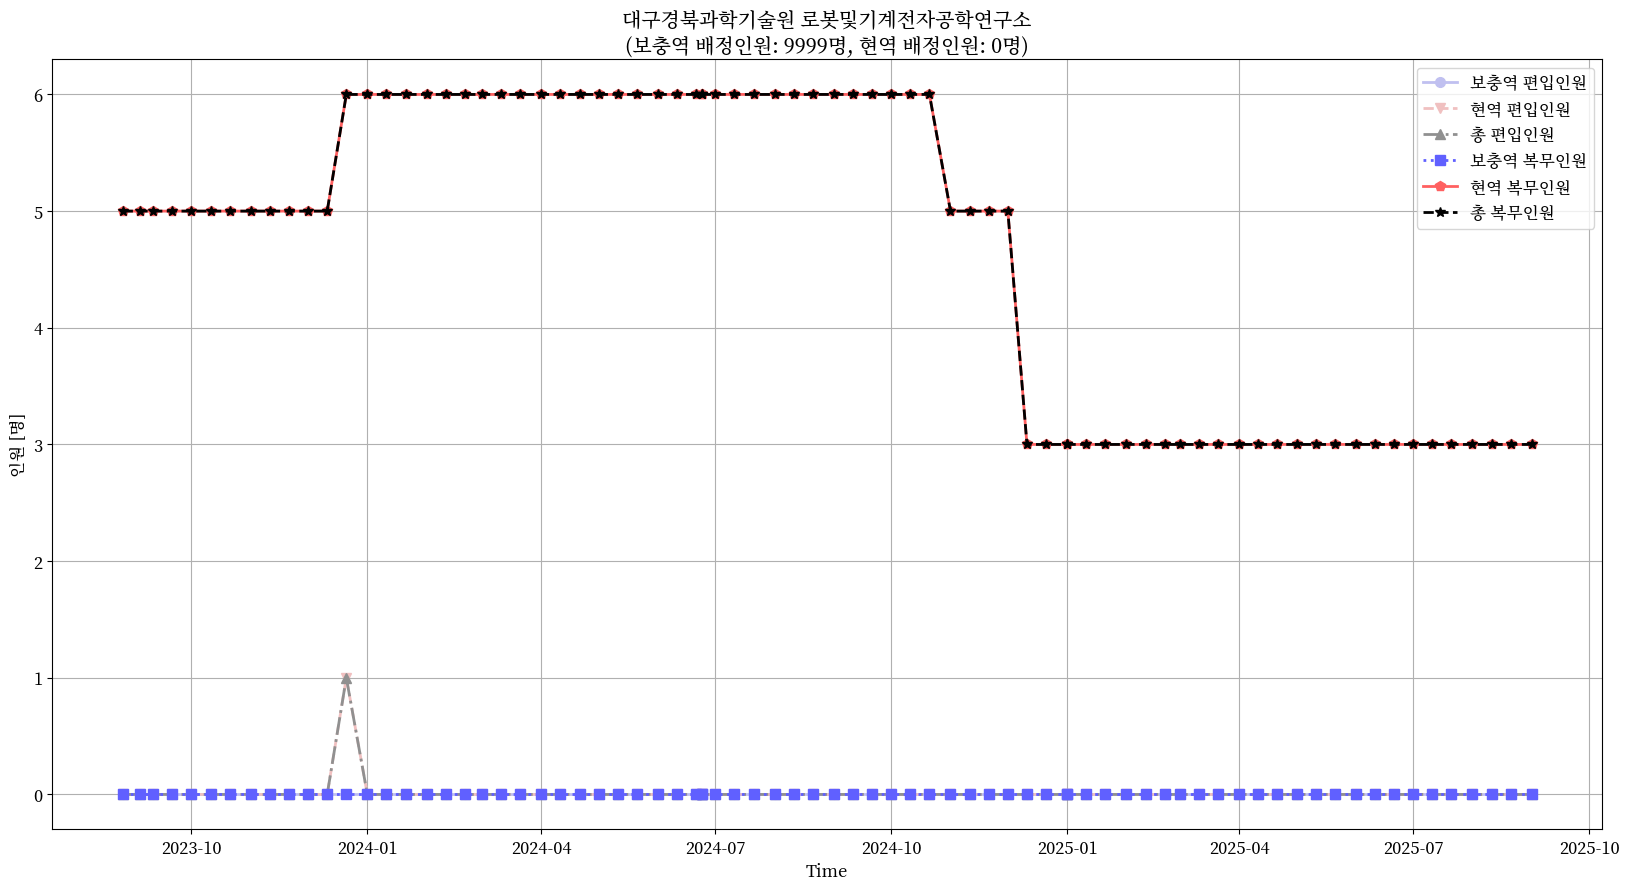 대구경북과학기술원 로봇및기계전자공학연구소
(보충역 배정인원: 9999명, 현역 배정인원: 0명)
보충역 편입인원
현역 편입인원
총 편입인원
보충역 복무인원
현역 복무인원
총 복무인원
인원 [명]
6
5
4
3
2
1
0
2023-10
2024-01
2024-04
2024-07
2024-10
2025-01
2025-04
2025-07
2025-10
Time